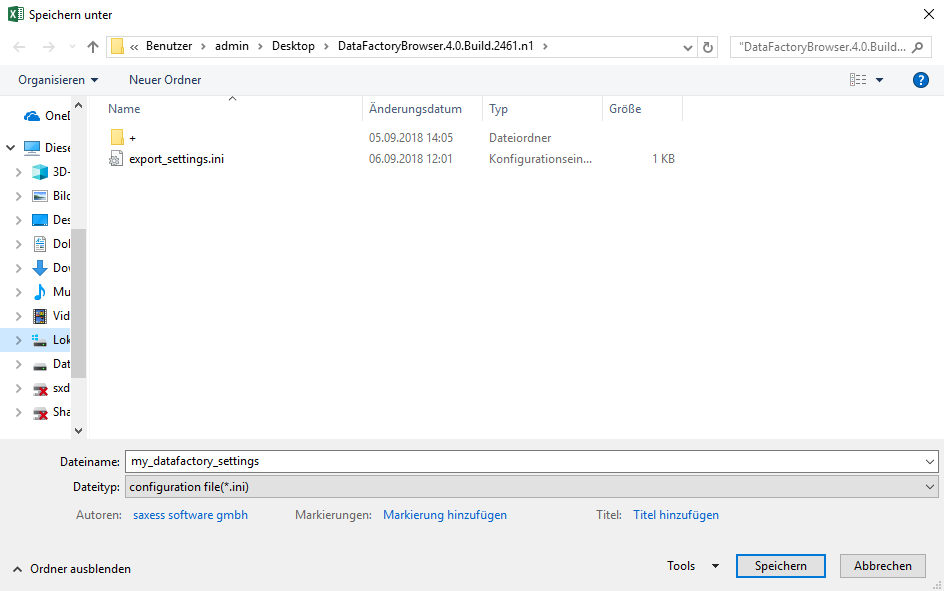 Speichern unter
« Benutzer > admin > Desktop > DataFactoryBrowser.4.0.Build.2461.n1 >
"DataFactoryBrowser.4.0.Build...
Organisieren
Neuer Ordner
?
Name Änderungsdatum Typ Größe
+ 05.09.2018 14:05 Dateiordner
export_settings.ini 06.09.2018 12:01 Konfigurationsein... 1 KB
OneD
Diese
3D-
Bild
Des
Dok
Dow
Mu
Vid
Lok
Dat
sxd
Sha
Dateiname: my_datafactory_settings
Dateityp: configuration file(*.ini)
Autoren: saxess software gmbh Markierungen: Markierung hinzufügen Titel: Titel hinzufügen
Ordner ausblenden Tools Speichern Abbrechen